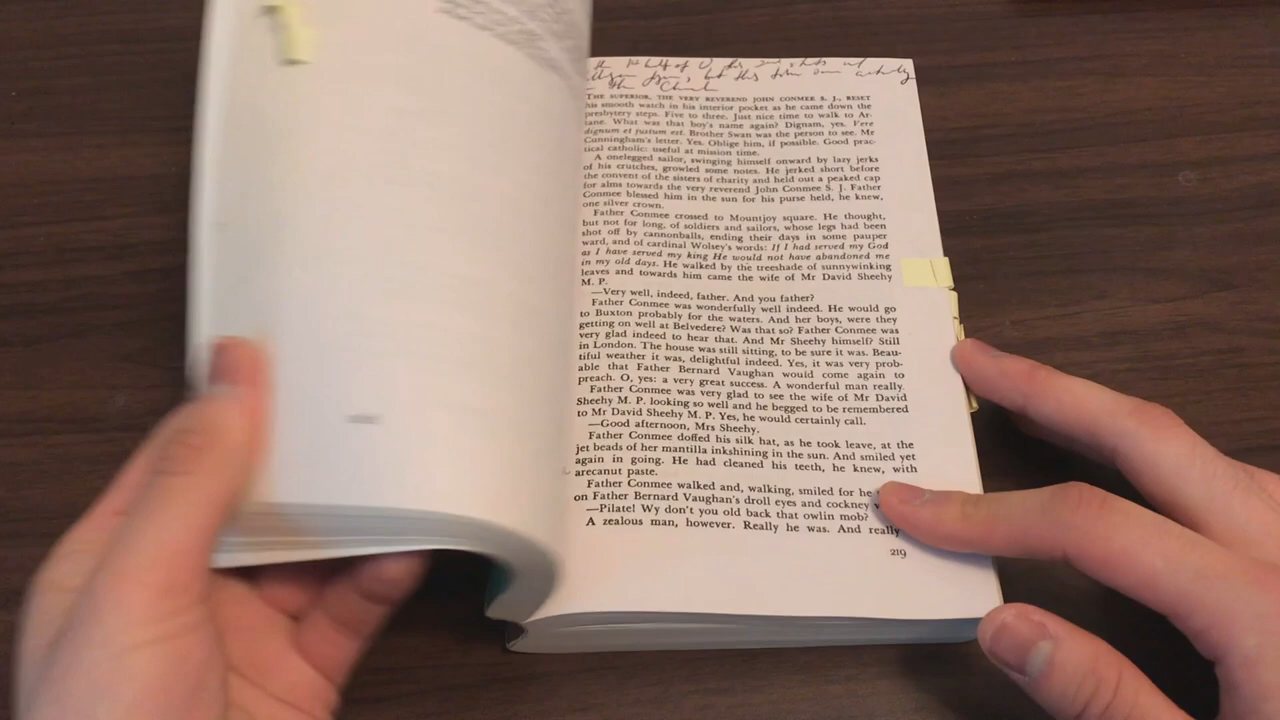 THE SUPERIOR, THE VERY REVEREND JOHN CONMEE S. J., RESET
his smooth watch in his interior pocket as he came down the
presbytery steps. Five to three. Just nice time to walk to Ar-
tane. What was that boy's name again? Dignam, yes. Vere
dignum et justum est. Brother Swan was the person to see. Mr
Cunningham's letter. Yes. Oblige him, if possible. Good prac-
tical catholic: useful at mission time.
A onelegged sailor, swinging himself onward by lazy jerks
of his crutches, growled some notes. He jerked short before
the convent of the sisters of charity and held out a peaked cap
for alms towards the very reverend John Conmee S. J. Father
Conmee blessed him in the sun for his purse held, he knew,
one silver crown.
Father Conmee crossed to Mountjoy square. He thought,
but not for long, of soldiers and sailors, whose legs had been
shot off by cannonballs, ending their days in some pauper
ward, and of cardinal Wolsey's words: If I had served my God
as I have served my king He would not have abandoned me
in my old days. He walked by the treeshade of sunnywinking
leaves and towards him came the wife of Mr David Sheehy
M. P.
—Very well, indeed, father. And you father?
Father Conmee was wonderfully well indeed. He would go
to Buxton probably for the waters. And her boys, were they
getting on well at Belvedere? Was that so? Father Conmee was
very glad indeed to hear that. And Mr Sheehy himself? Still
in London. The house was still sitting, to be sure it was. Beau-
tiful weather it was, delightful indeed. Yes, it was very prob-
able that Father Bernard Vaughan would come again to
preach. O, yes: a very great success. A wonderful man really.
Father Conmee was very glad to see the wife of Mr David
Sheehy M. P. looking so well and he begged to be remembered
to Mr David Sheehy M. P. Yes, he would certainly call.
—Good afternoon, Mrs Sheehy.
Father Conmee doffed his silk hat, as he took leave, at the
jet beads of her mantilla inkshining in the sun. And smiled yet
again in going. He had cleaned his teeth, he knew, with
arecanut paste.
Father Conmee walked and, walking, smiled for he
on Father Bernard Vaughan's droll eyes and cockney
—Pilate! Wy don't you old back that owlin mob?
A zealous man, however. Really he was. And really
219